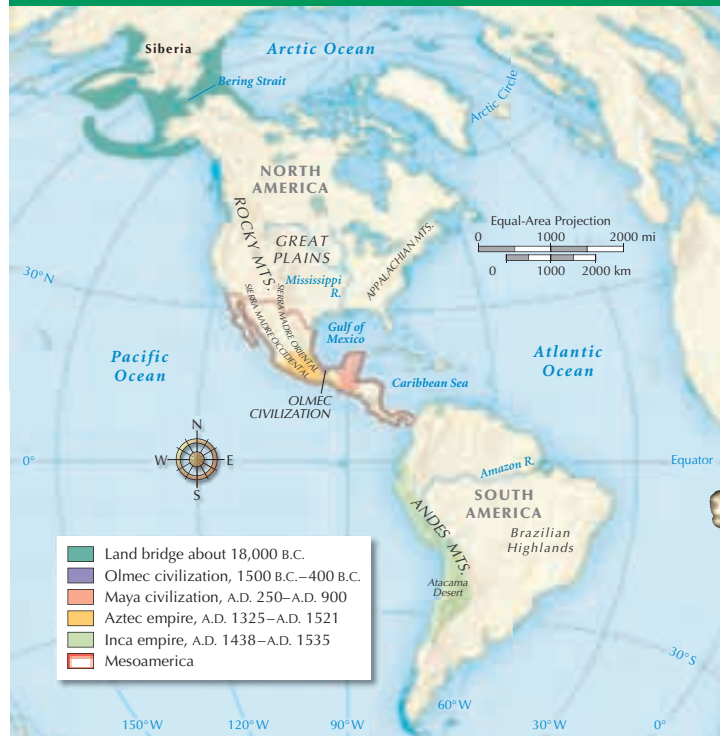 Siberia
Arctic Ocean
Bering Strait
Arctic Circle
NORTH
AMERICA
ROCKY MTS.
GREAT
PLAINS
APPALACHIAN MTS.
Equal-Area Projection
0 1000 2000 mi
0 1000 2000 km
30°N
Mississippi
R.
SIERRA MADRE OCCIDENTAL
SIERRA MADRE ORIENTAL
Gulf of
Mexico
Pacific
Ocean
Atlantic
Ocean
Caribbean Sea
OLMEC
CIVILIZATION
N
W E
S
0°
Equator
Amazon R.
SOUTH
AMERICA
ANDES MTS.
Brazilian
Highlands
Atacama
Desert
Land bridge about 18,000 B.C.
Olmec civilization, 1500 B.C.–400 B.C.
Maya civilization, A.D. 250–A.D. 900
Aztec empire, A.D. 1325–A.D. 1521
Inca empire, A.D. 1438–A.D. 1535
Mesoamerica
30°S
150°W 120°W 90°W 60°W 30°W 0°